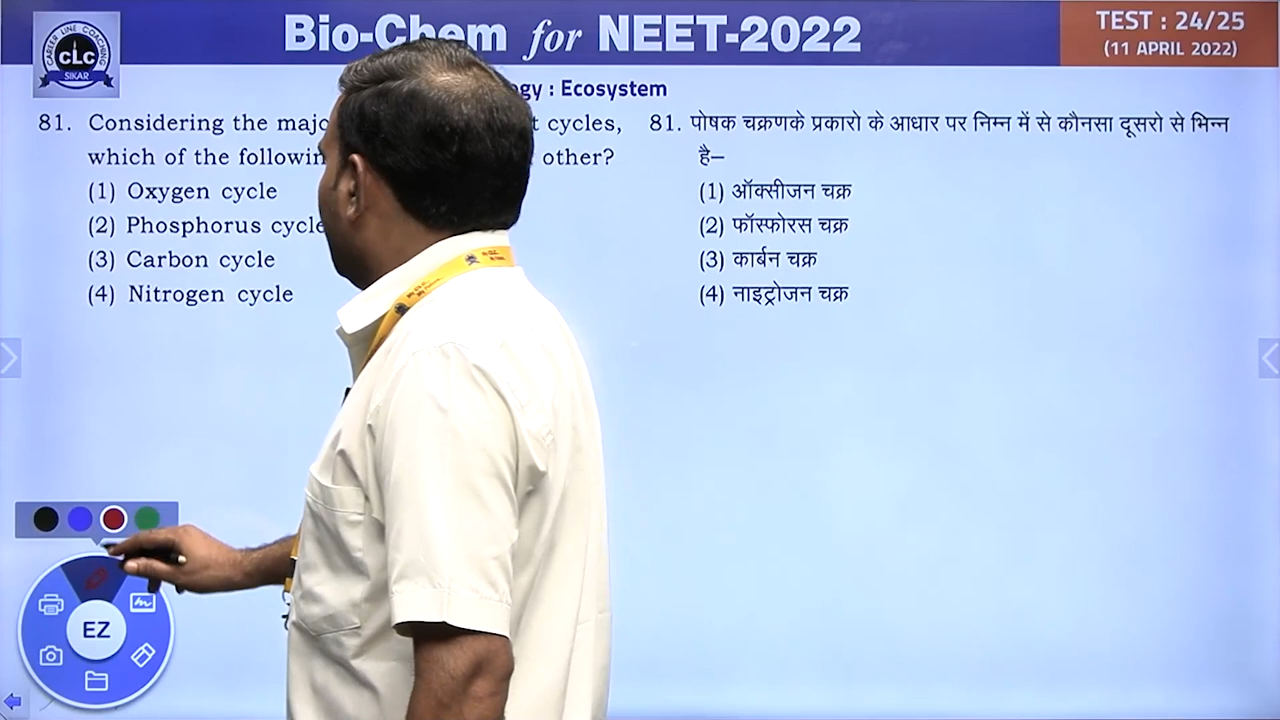 Bio-Chem for NEET-2022
TEST : 24/25
(11 APRIL 2022)
CAREER LINE COACHING
CLC
SIKAR
: Ecosystem
81. Considering the cycles,
which of the other?
(1) Oxygen cycle
(2) Phosphorus cycle
(3) Carbon cycle
(4) Nitrogen cycle
81. पोषक चक्रणके प्रकारो के आधार पर निम्न में से कौनसा दूसरो से भिन्न
है–
(1) ऑक्सीजन चक्र
(2) फॉस्फोरस चक्र
(3) कार्बन चक्र
(4) नाइट्रोजन चक्र
EZ